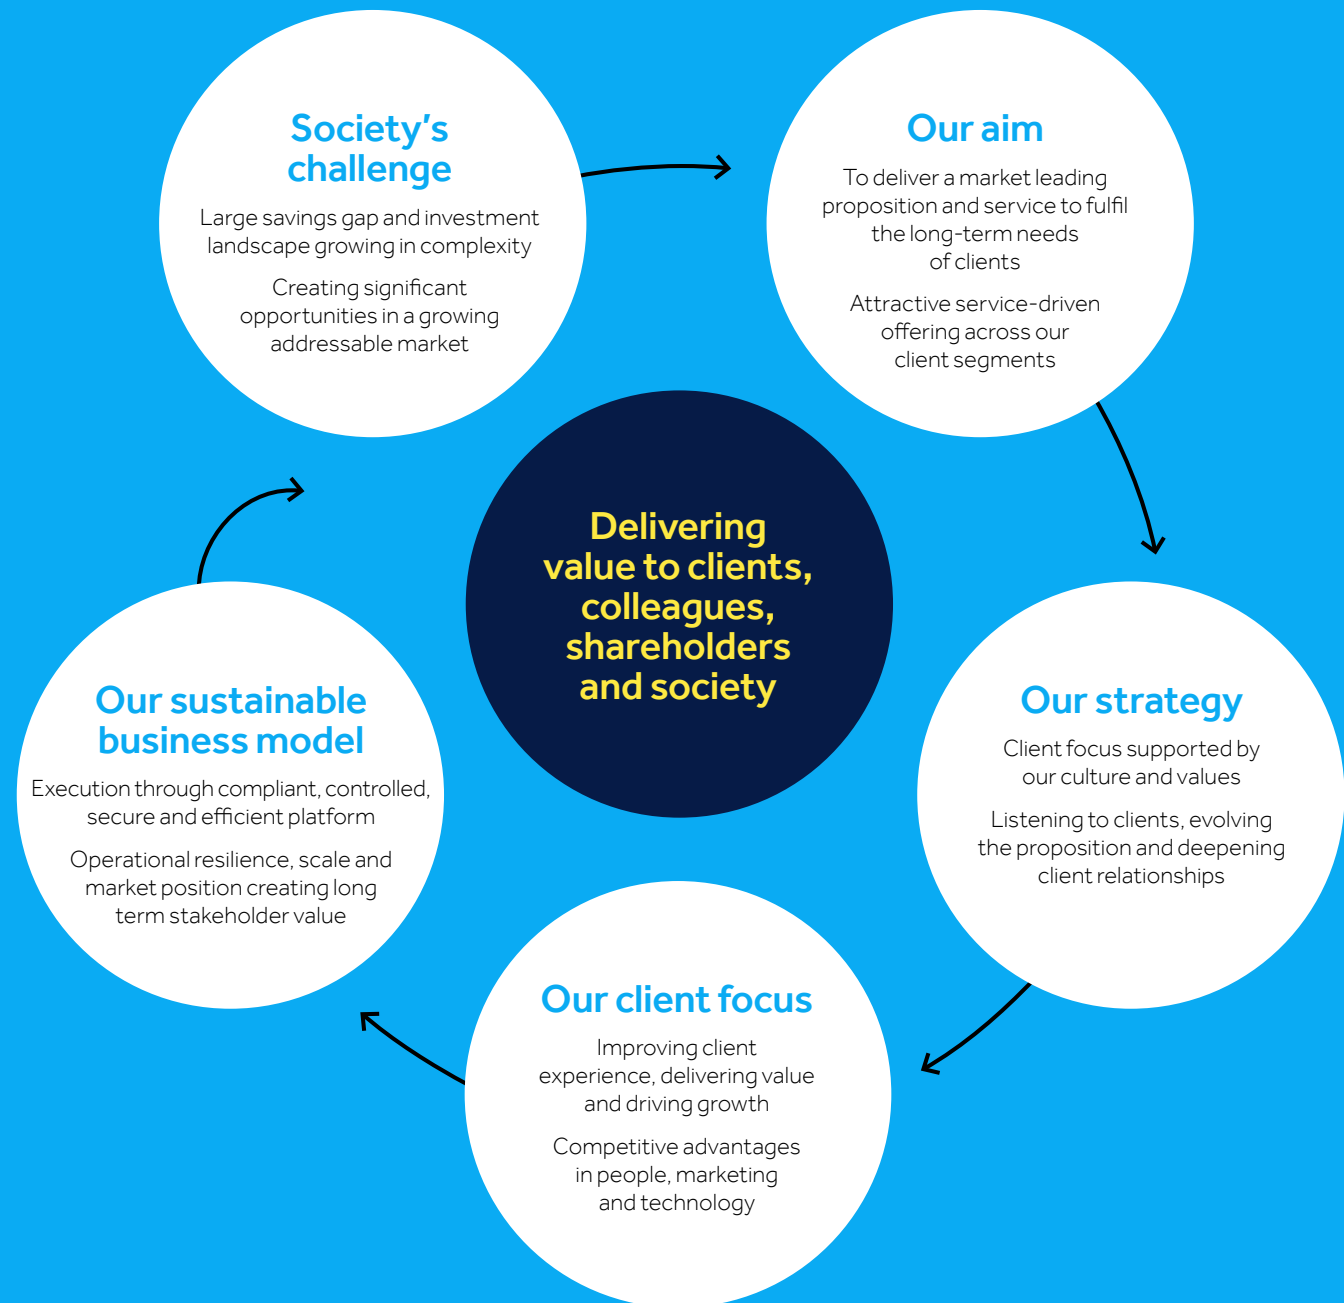 Society's
challenge
Large savings gap and investment
landscape growing in complexity
Creating significant
opportunities in a growing
addressable market
Our aim
To deliver a market leading
proposition and service to fulfil
the long-term needs
of clients
Attractive service-driven
offering across our
client segments
Delivering
value to clients,
colleagues,
shareholders
and society
Our sustainable
business model
Execution through compliant, controlled,
secure and efficient platform
Operational resilience, scale and
market position creating long
term stakeholder value
Our strategy
Client focus supported by
our culture and values
Listening to clients, evolving
the proposition and deepening
client relationships
Our client focus
Improving client
experience, delivering value
and driving growth
Competitive advantages
in people, marketing
and technology